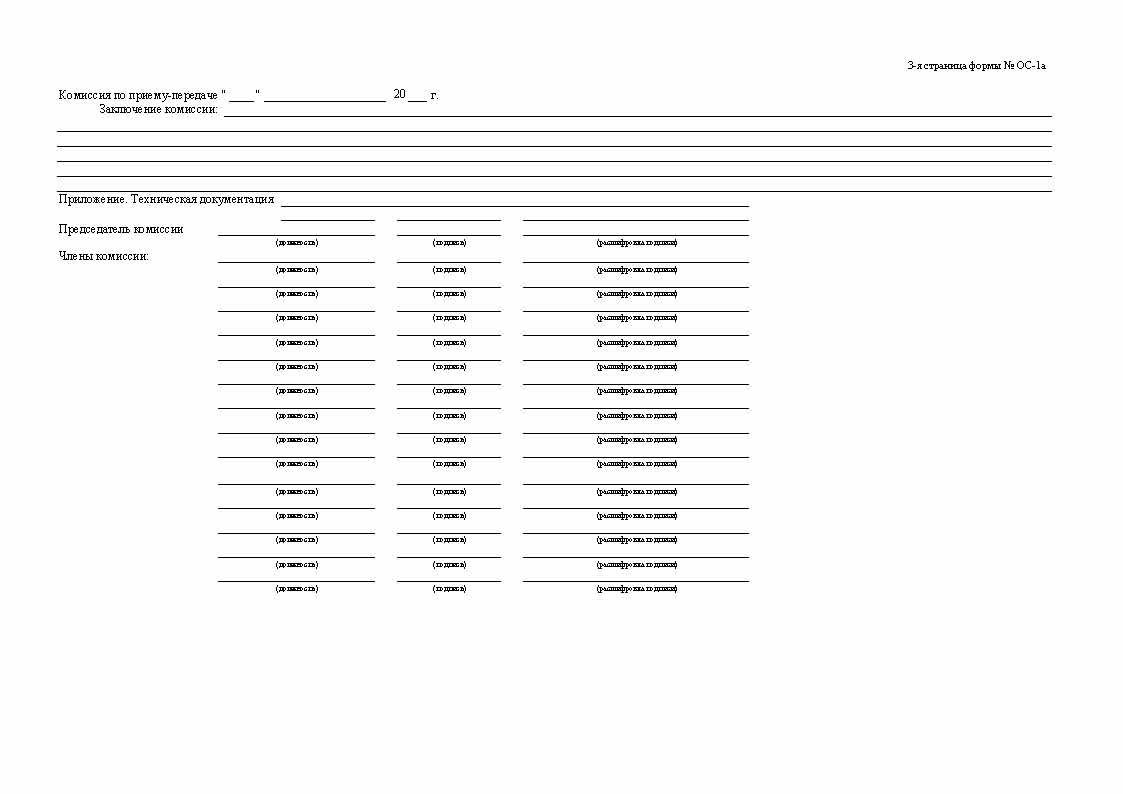 3-я страница формы № ОС-1а
Комиссия по приему-передаче " ____ " ____________________ 20 ___ г.
Заключение комиссии:
Приложение. Техническая документация
Председатель комиссии
(должность) (подпись) (расшифровка подписи)
Члены комиссии:
(должность) (подпись) (расшифровка подписи)
(должность) (подпись) (расшифровка подписи)
(должность) (подпись) (расшифровка подписи)
(должность) (подпись) (расшифровка подписи)
(должность) (подпись) (расшифровка подписи)
(должность) (подпись) (расшифровка подписи)
(должность) (подпись) (расшифровка подписи)
(должность) (подпись) (расшифровка подписи)
(должность) (подпись) (расшифровка подписи)
(должность) (подпись) (расшифровка подписи)
(должность) (подпись) (расшифровка подписи)
(должность) (подпись) (расшифровка подписи)
(должность) (подпись) (расшифровка подписи)
(должность) (подпись) (расшифровка подписи)